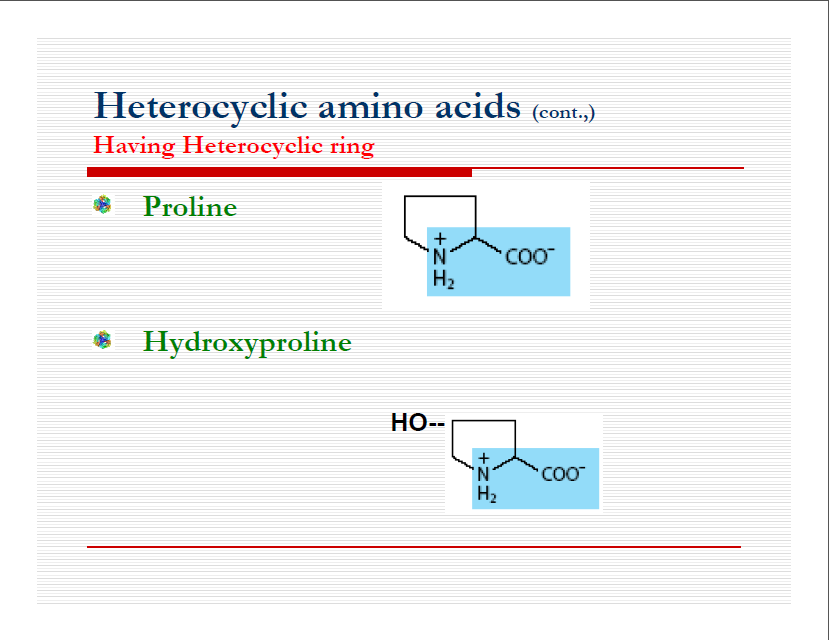 Heterocyclic amino acids (cont.,)
Having Heterocyclic ring
Proline
+
N
H₂
COO⁻
Hydroxyproline
HO--
+
N
H₂
COO⁻